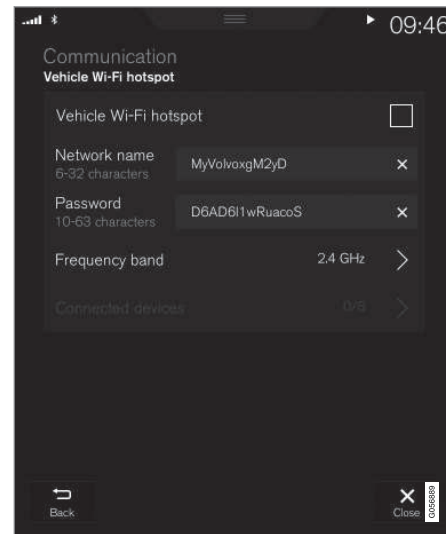 09:46
Communication
Vehicle Wi-Fi hotspot
Vehicle Wi-Fi hotspot
Network name
6-32 characters
MyVolvoxgM2yD
Password
10-63 characters
D6AD6l1wRuacoS
Frequency band
2.4 GHz
Connected devices
0/8
Back
Close
G056889